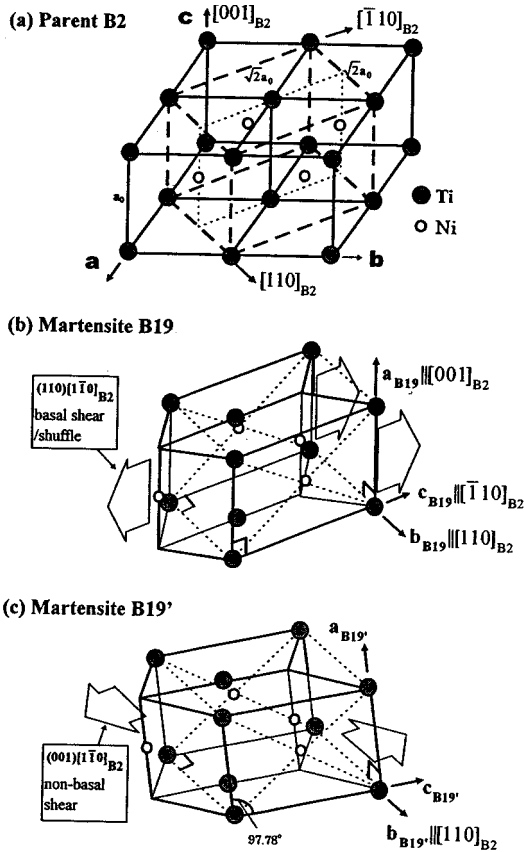 (a) Parent B2
c
[001]B2
[1̅10]B2
√2a₀
√2a₀
a₀
Ti
Ni
a
b
[110]B2
(b) Martensite B19
(110)[11̅0]B2
basal shear
/shuffle
aB19||[001]B2
cB19||[1̅10]B2
bB19||[110]B2
(c) Martensite B19’
aB19’
(001)[11̅0]B2
non-basal
shear
cB19’
97.78°
bB19’||[110]B2